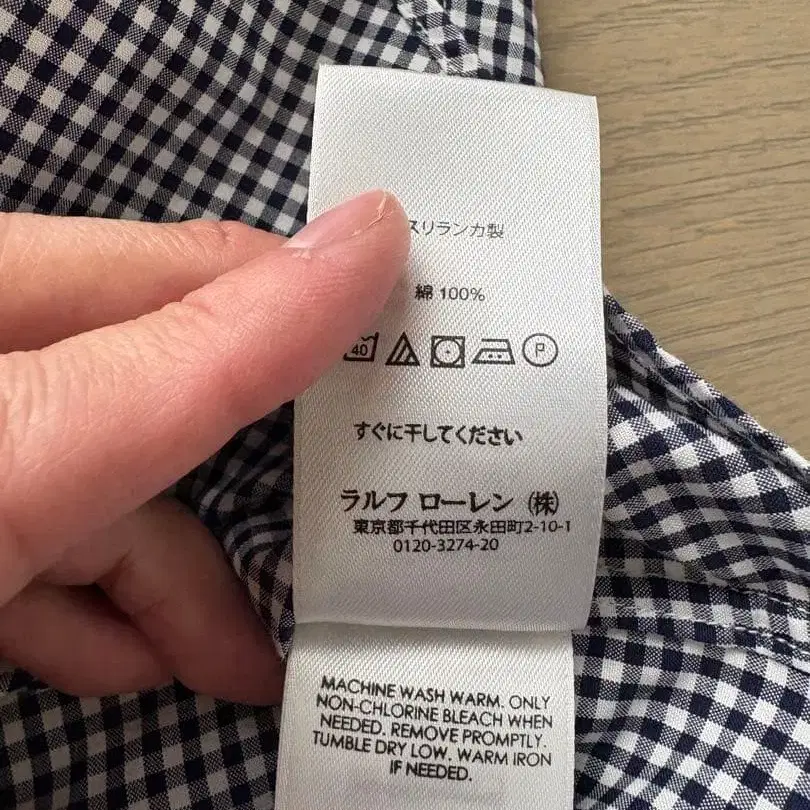 スリランカ製
綿 100%
40
P
すぐに干してください
ラルフ ローレン (株)
東京都千代田区永田町2-10-1
0120-3274-20
MACHINE WASH WARM. ONLY
NON-CHLORINE BLEACH WHEN
NEEDED. REMOVE PROMPTLY.
TUMBLE DRY LOW. WARM IRON
IF NEEDED.